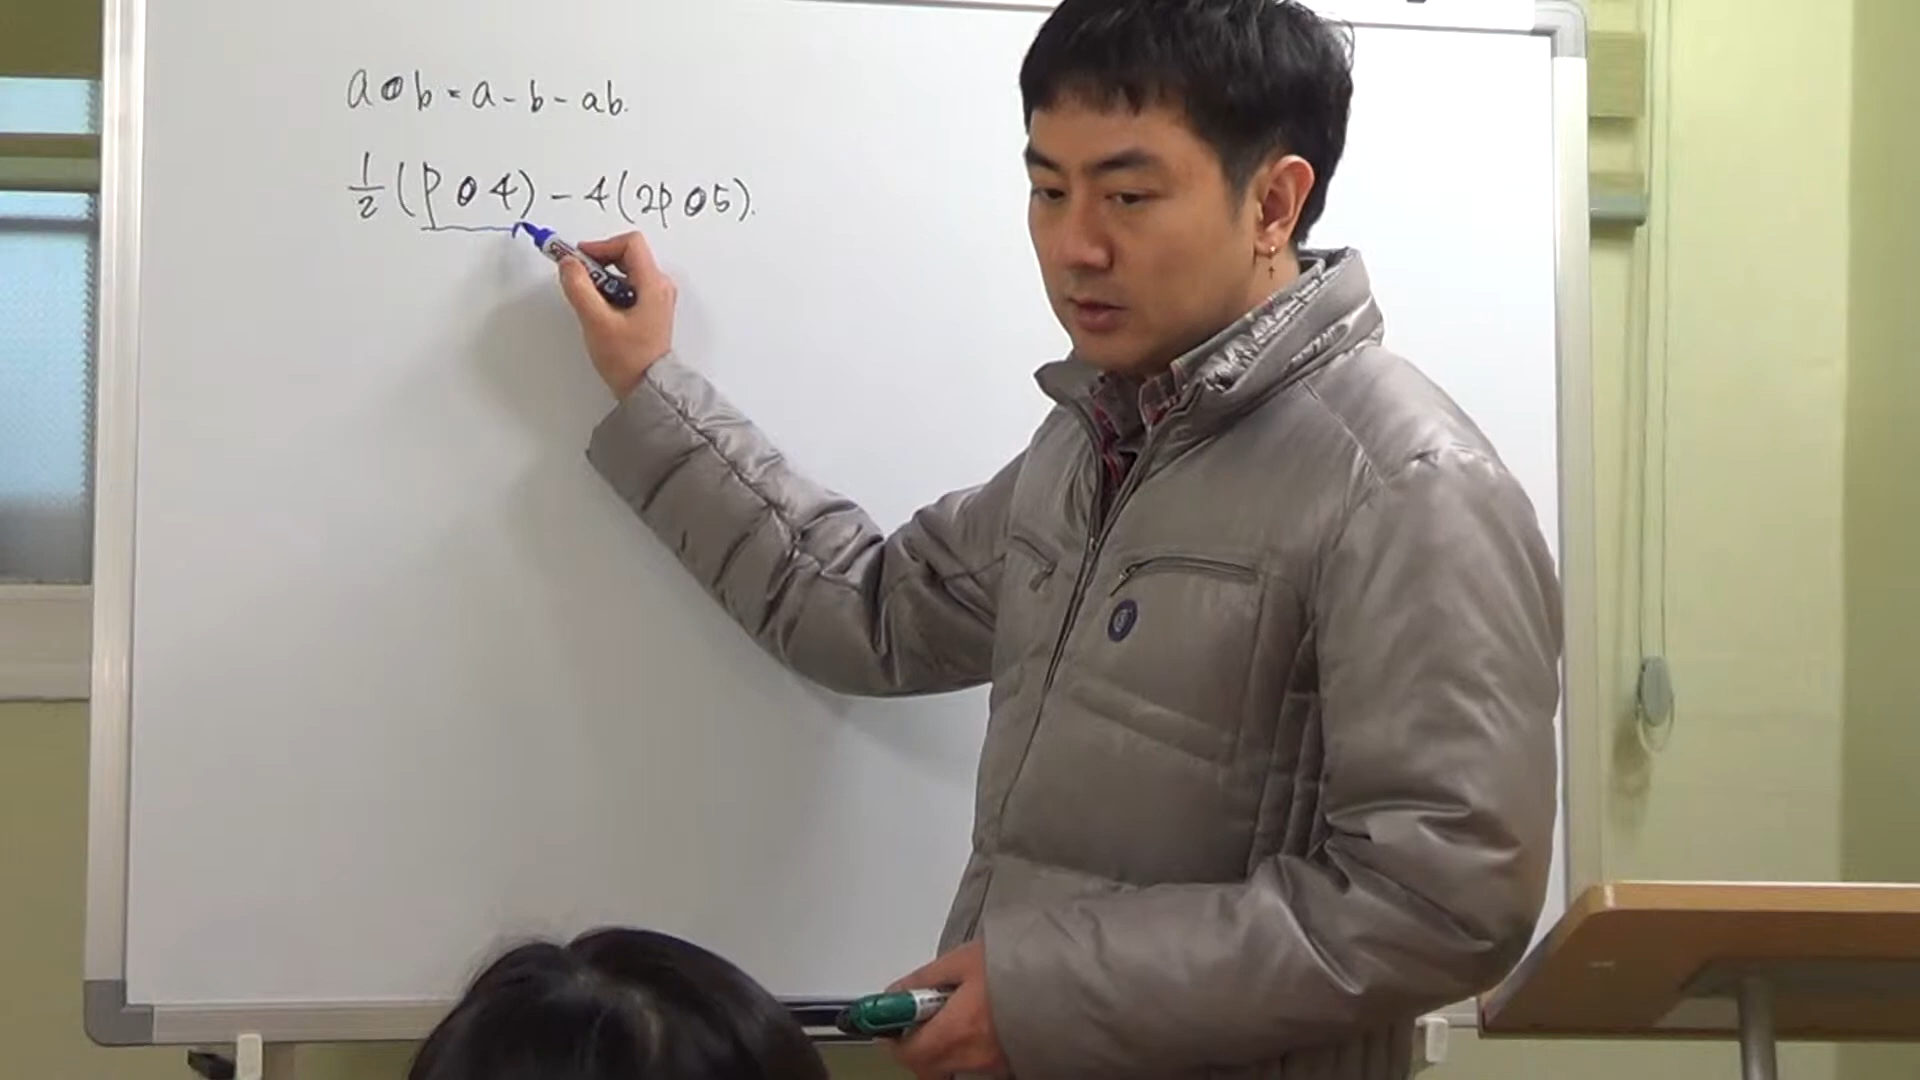 a⊙b = a - b - ab.
1/2 (p⊙4) - 4(2p⊙5).